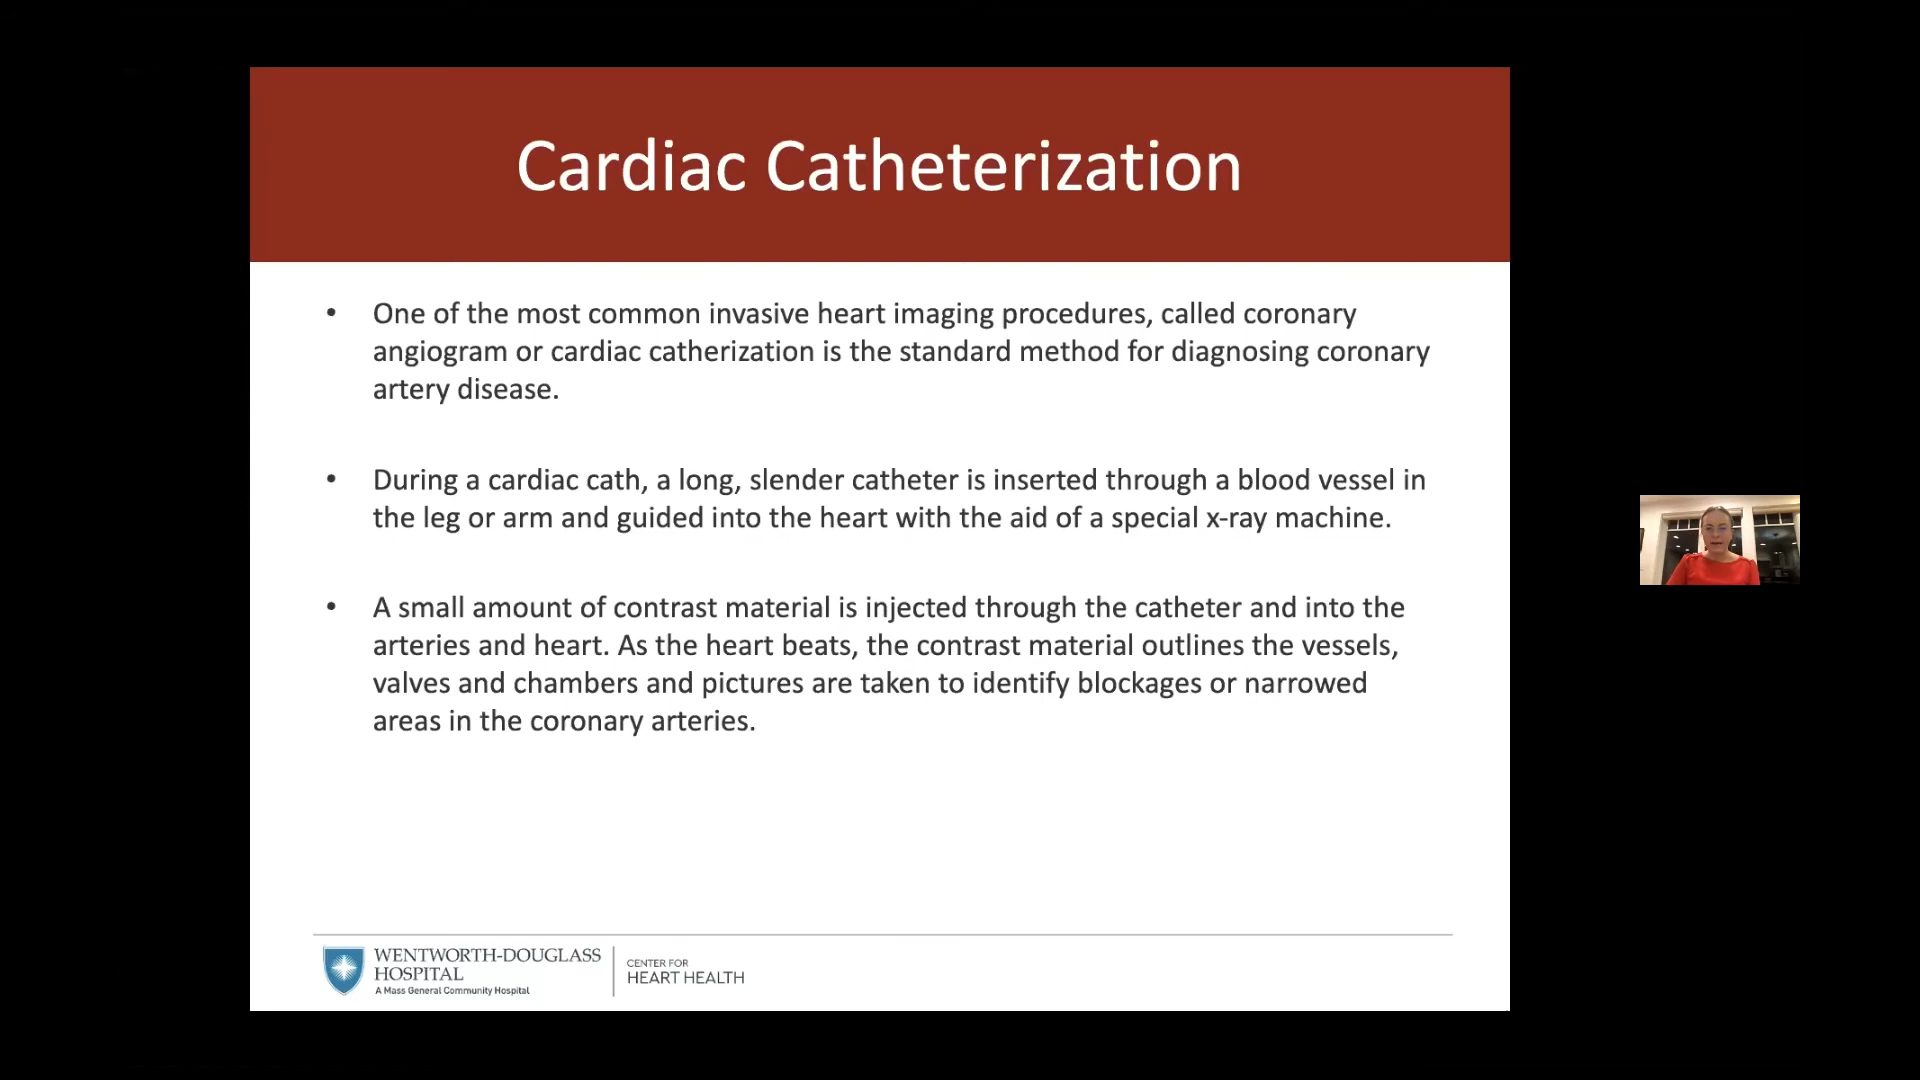 Cardiac Catheterization
• One of the most common invasive heart imaging procedures, called coronary
angiogram or cardiac catherization is the standard method for diagnosing coronary
artery disease.
• During a cardiac cath, a long, slender catheter is inserted through a blood vessel in
the leg or arm and guided into the heart with the aid of a special x-ray machine.
• A small amount of contrast material is injected through the catheter and into the
arteries and heart. As the heart beats, the contrast material outlines the vessels,
valves and chambers and pictures are taken to identify blockages or narrowed
areas in the coronary arteries.
WENTWORTH-DOUGLASS
HOSPITAL
A Mass General Community Hospital
CENTER FOR
HEART HEALTH